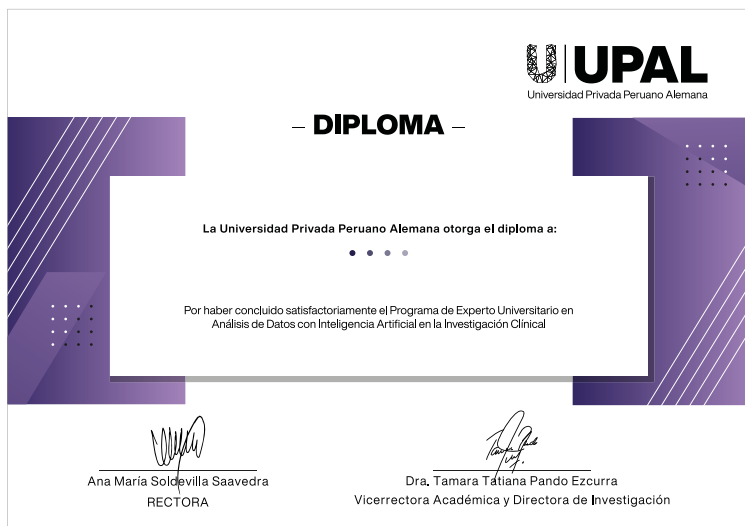 UPAL
Universidad Privada Peruano Alemana
– DIPLOMA –
La Universidad Privada Peruano Alemana otorga el diploma a:
Por haber concluido satisfactoriamente el Programa de Experto Universitario en
Análisis de Datos con Inteligencia Artificial en la Investigación Clínical
Ana María Soldevilla Saavedra
RECTORA
Dra. Tamara Tatiana Pando Ezcurra
Vicerrectora Académica y Directora de Investigación